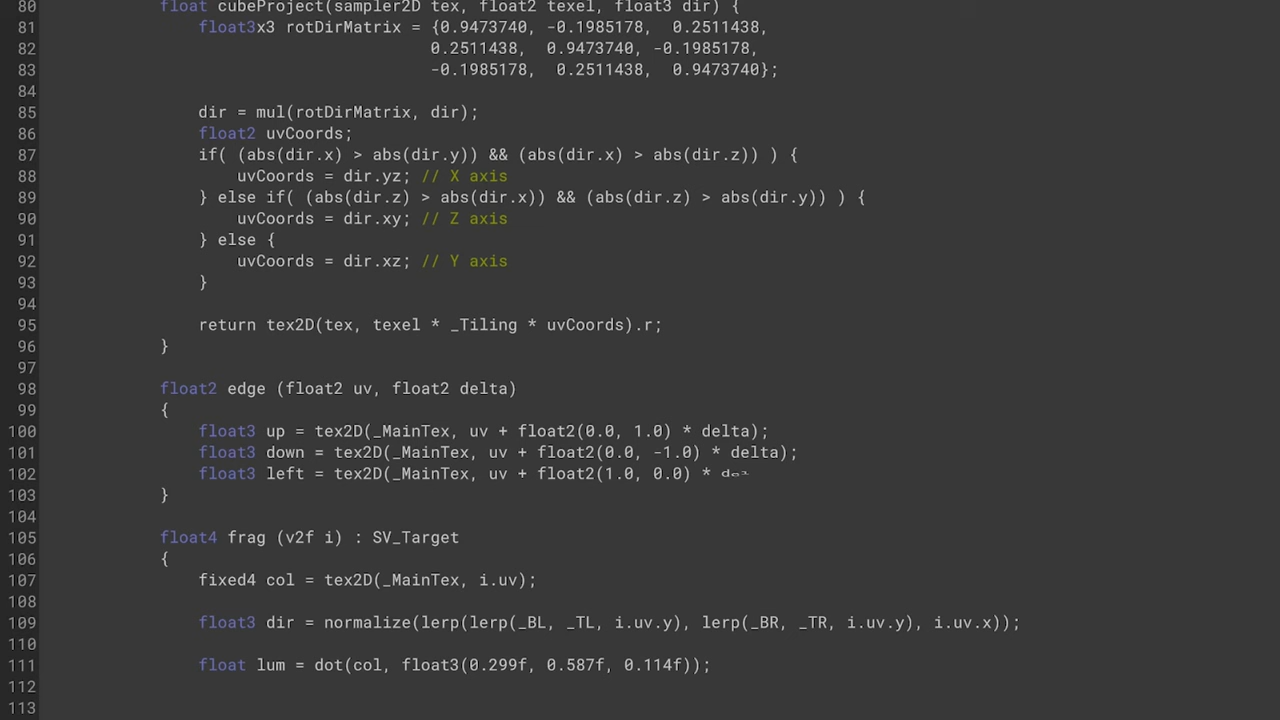 80 float cubeProject(sampler2D tex, float2 texel, float3 dir) {
81 float3x3 rotDirMatrix = {0.9473740, -0.1985178, 0.2511438,
82 0.2511438, 0.9473740, -0.1985178,
83 -0.1985178, 0.2511438, 0.9473740};
84
85 dir = mul(rotDirMatrix, dir);
86 float2 uvCoords;
87 if( (abs(dir.x) > abs(dir.y)) && (abs(dir.x) > abs(dir.z)) ) {
88 uvCoords = dir.yz; // X axis
89 } else if( (abs(dir.z) > abs(dir.x)) && (abs(dir.z) > abs(dir.y)) ) {
90 uvCoords = dir.xy; // Z axis
91 } else {
92 uvCoords = dir.xz; // Y axis
93 }
94
95 return tex2D(tex, texel * _Tiling * uvCoords).r;
96 }
97
98 float2 edge (float2 uv, float2 delta)
99 {
100 float3 up = tex2D(_MainTex, uv + float2(0.0, 1.0) * delta);
101 float3 down = tex2D(_MainTex, uv + float2(0.0, -1.0) * delta);
102 float3 left = tex2D(_MainTex, uv + float2(1.0, 0.0) *
103 }
104
105 float4 frag (v2f i) : SV_Target
106 {
107 fixed4 col = tex2D(_MainTex, i.uv);
108
109 float3 dir = normalize(lerp(lerp(_BL, _TL, i.uv.y), lerp(_BR, _TR, i.uv.y), i.uv.x));
110
111 float lum = dot(col, float3(0.299f, 0.587f, 0.114f));
112
113